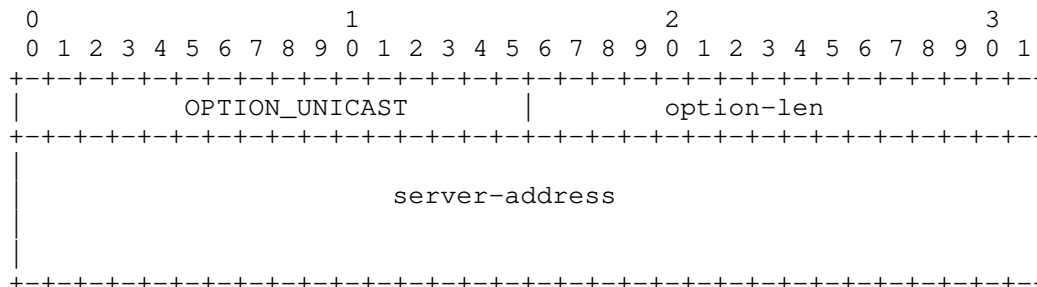 0                   1                   2                   3
0 1 2 3 4 5 6 7 8 9 0 1 2 3 4 5 6 7 8 9 0 1 2 3 4 5 6 7 8 9 0 1
+-+-+-+-+-+-+-+-+-+-+-+-+-+-+-+-+-+-+-+-+-+-+-+-+-+-+-+-+-+-+-+-
|          OPTION_UNICAST       |        option-len
+-+-+-+-+-+-+-+-+-+-+-+-+-+-+-+-+-+-+-+-+-+-+-+-+-+-+-+-+-+-+-+-
|
|                       server-address
|
|
+-+-+-+-+-+-+-+-+-+-+-+-+-+-+-+-+-+-+-+-+-+-+-+-+-+-+-+-+-+-+-+-